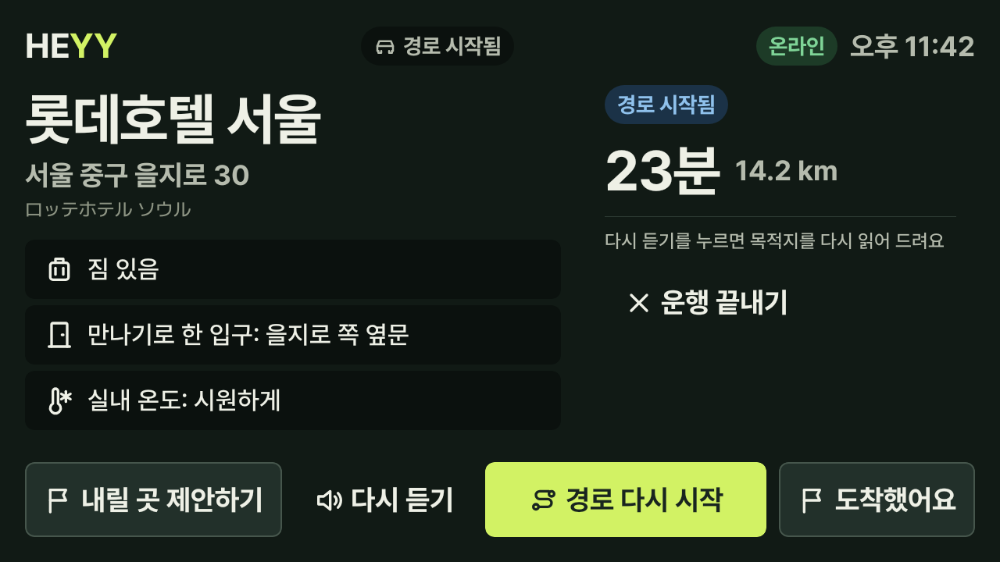 HEYY
경로 시작됨
온라인
오후 11:42
롯데호텔 서울
서울 중구 을지로 30
ロッテホテル ソウル
짐 있음
만나기로 한 입구: 을지로 쪽 옆문
실내 온도: 시원하게
경로 시작됨
23분 14.2 km
다시 듣기를 누르면 목적지를 다시 읽어 드려요
운행 끝내기
내릴 곳 제안하기
다시 듣기
경로 다시 시작
도착했어요